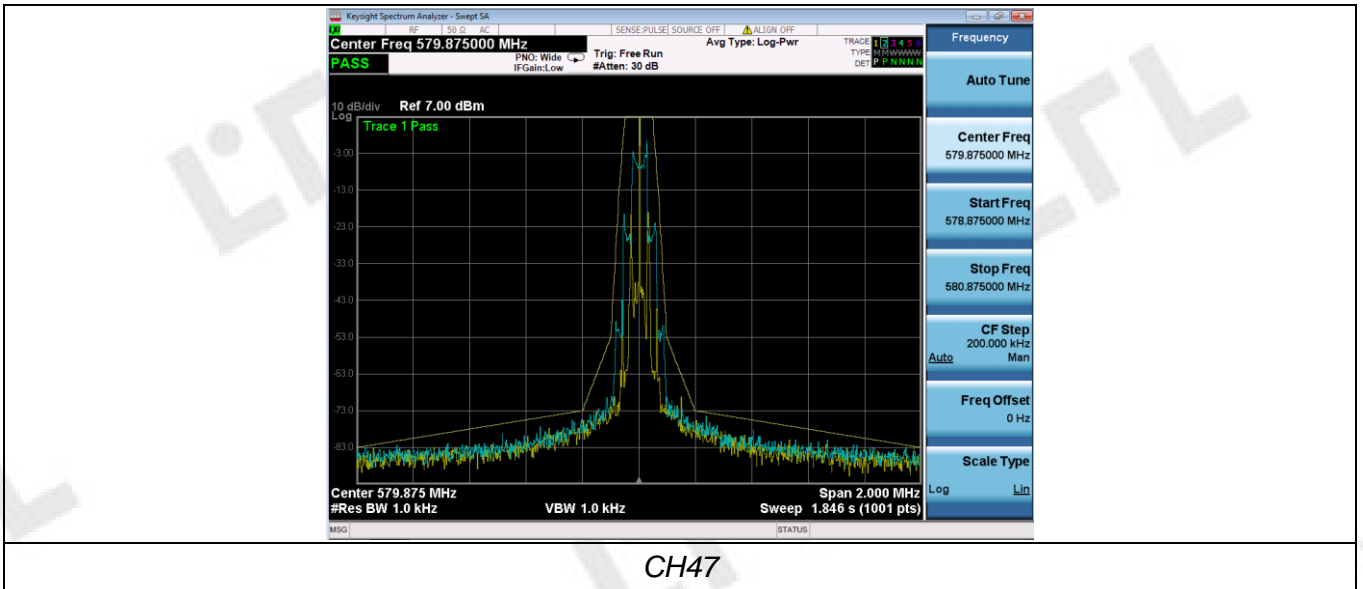 Keysight Spectrum Analyzer - Swept SA
RF 50 Ω AC SENSE:PULSE SOURCE OFF ALIGN OFF
Center Freq 579.875000 MHz
PASS
PNO: Wide
IFGain:Low
Trig: Free Run
#Atten: 30 dB
Avg Type: Log-Pwr
TRACE 1 2 3 4 5 6
TYPE MMWWWW
DET P P N N N N
10 dB/div Ref 7.00 dBm
Log
Trace 1 Pass
-3.00
-13.0
-23.0
-33.0
-43.0
-53.0
-63.0
-73.0
-83.0
Center 579.875 MHz
Span 2.000 MHz
#Res BW 1.0 kHz
VBW 1.0 kHz
Sweep 1.846 s (1001 pts)
MSG
STATUS
Frequency
Auto Tune
Center Freq
579.875000 MHz
Start Freq
578.875000 MHz
Stop Freq
580.875000 MHz
CF Step
200.000 kHz
Auto Man
Freq Offset
0 Hz
Scale Type
Log Lin
CH47